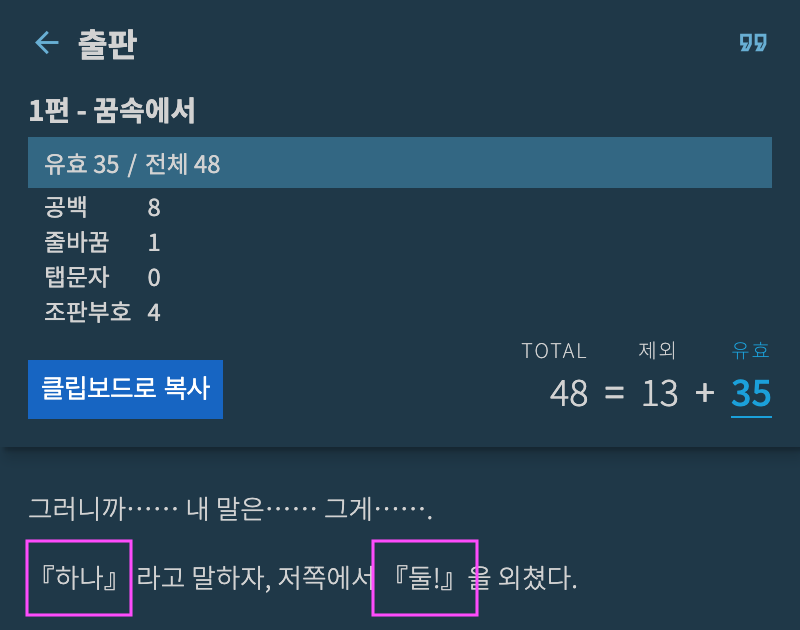 출판
1편 - 꿈속에서
유효 35 / 전체 48
공백 8
줄바꿈 1
탭문자 0
조판부호 4
TOTAL 제외 유효
클립보드로 복사
48 = 13 + 35
그러니까…… 내 말은…… 그게…….
『하나』 라고 말하자, 저쪽에서 『둘!』 을 외쳤다.